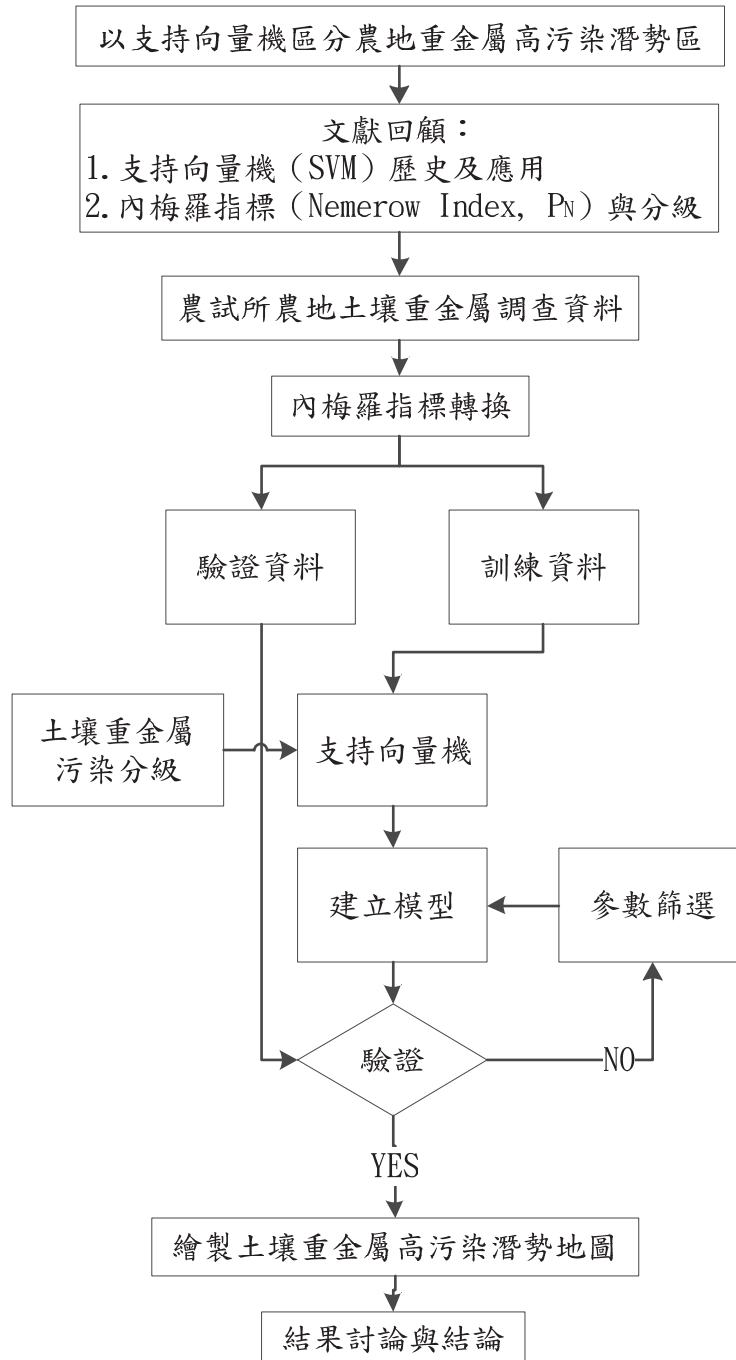 以支持向量機區分農地重金屬高污染潛勢區
文獻回顧：
1.支持向量機（SVM）歷史及應用
2.內梅羅指標（Nemerow Index, PN）與分級
農試所農地土壤重金屬調查資料
內梅羅指標轉換
驗證資料
訓練資料
土壤重金屬
污染分級
支持向量機
建立模型
參數篩選
驗證
NO
YES
繪製土壤重金屬高污染潛勢地圖
結果討論與結論